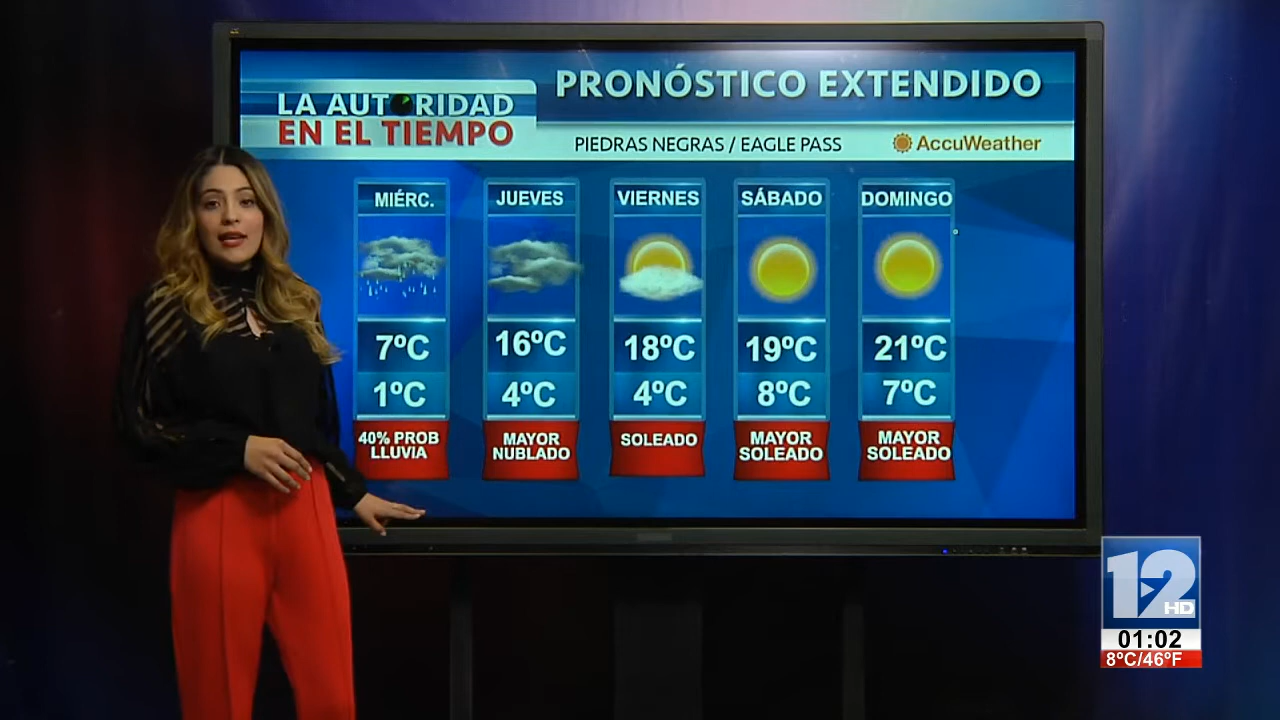 LA AUTORIDAD
EN EL TIEMPO
PRONÓSTICO EXTENDIDO
PIEDRAS NEGRAS / EAGLE PASS
AccuWeather
MIÉRC.
7ºC
1ºC
40% PROB
LLUVIA
JUEVES
16ºC
4ºC
MAYOR
NUBLADO
VIERNES
18ºC
4ºC
SOLEADO
SÁBADO
19ºC
8ºC
MAYOR
SOLEADO
DOMINGO
21ºC
7ºC
MAYOR
SOLEADO
12
HD
01:02
8ºC/46ºF